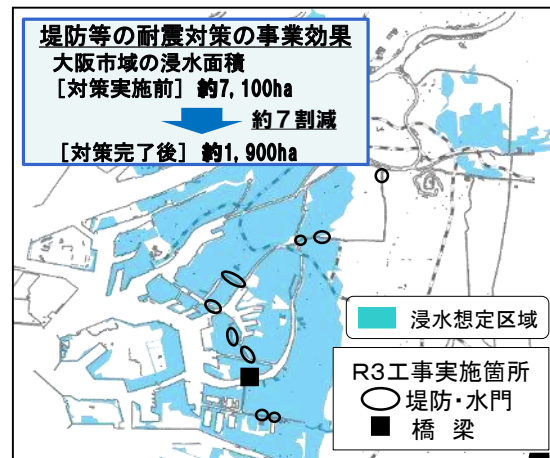 堤防等の耐震対策の事業効果
大阪市域の浸水面積
[対策実施前] 約7,100ha
約7割減
[対策完了後] 約1,900ha
浸水想定区域
R3工事実施箇所
堤防・水門
橋 梁